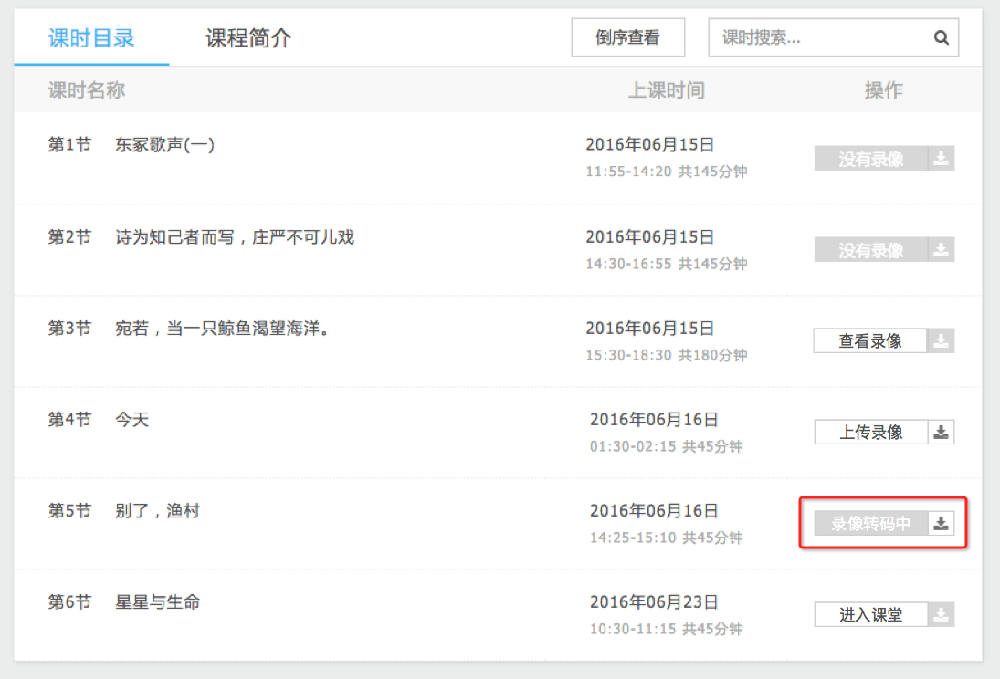 课时目录 课程简介 倒序查看 课时搜索...
课时名称 上课时间 操作
第1节 东冢歌声(一) 2016年06月15日 没有录像
11:55-14:20 共145分钟
第2节 诗为知己者而写，庄严不可儿戏 2016年06月15日 没有录像
14:30-16:55 共145分钟
第3节 宛若，当一只鲸鱼渴望海洋。 2016年06月15日 查看录像
15:30-18:30 共180分钟
第4节 今天 2016年06月16日 上传录像
01:30-02:15 共45分钟
第5节 别了，渔村 2016年06月16日 录像转码中
14:25-15:10 共45分钟
第6节 星星与生命 2016年06月23日 进入课堂
10:30-11:15 共45分钟